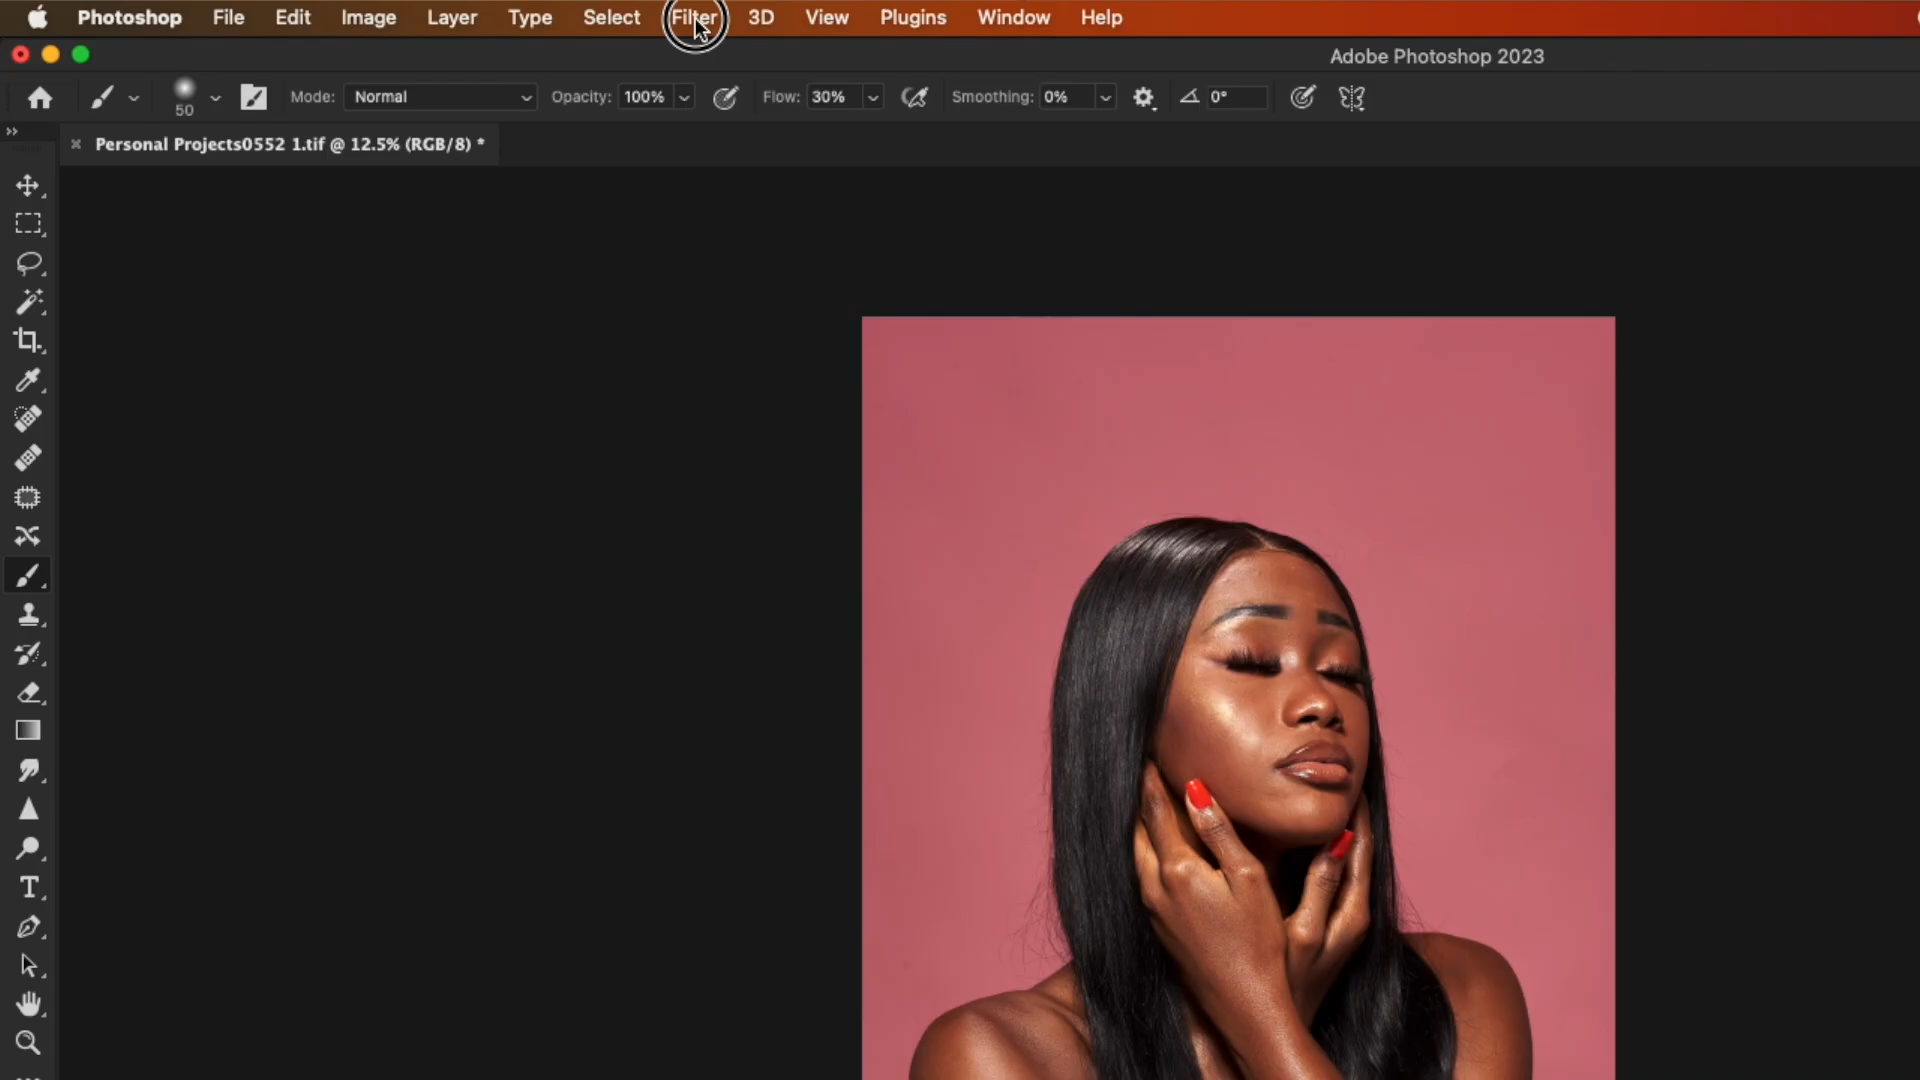 Photoshop File Edit Image Layer Type Select Filter 3D View Plugins Window Help
Adobe Photoshop 2023
50 Mode: Normal Opacity: 100% Flow: 30% Smoothing: 0% 0°
Personal Projects0552 1.tif @ 12.5% (RGB/8) *